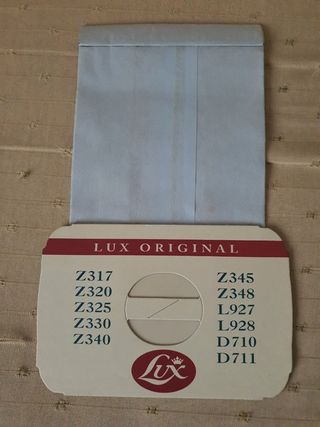 LUX ORIGINAL
Z317
Z320
Z325
Z330
Z340
Z345
Z348
L927
L928
D710
D711
Lux